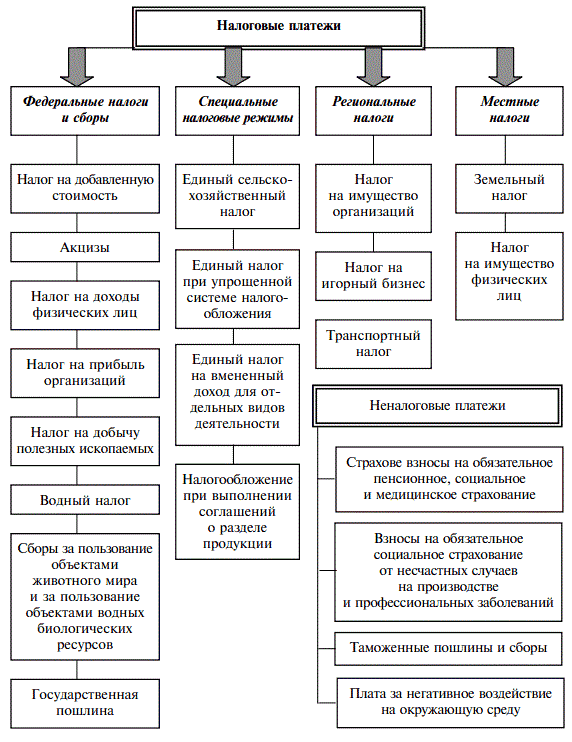 Налоговые платежи
Федеральные налоги
и сборы
Специальные
налоговые режимы
Региональные
налоги
Местные
налоги
Налог на добавленную
стоимость
Акцизы
Налог на доходы
физических лиц
Налог на прибыль
организаций
Налог на добычу
полезных ископаемых
Водный налог
Сборы за пользование
объектами
животного мира
и за пользование
объектами водных
биологических
ресурсов
Государственная
пошлина
Единый сельско-
хозяйственный
налог
Единый налог
при упрощенной
системе налого-
обложения
Единый налог
на вмененный
доход для от-
дельных видов
деятельности
Налогообложение
при выполнении
соглашений
о разделе
продукции
Налог
на имущество
организаций
Налог на
игорный бизнес
Транспортный
налог
Земельный
налог
Налог
на имущество
физических
лиц
Неналоговые платежи
Страхове взносы на обязательное
пенсионное, социальное
и медицинское страхование
Взносы на обязательное
социальное страхование
от несчастных случаев
на производстве
и профессиональных заболеваний
Таможенные пошлины и сборы
Плата за негативное воздействие
на окружающую среду